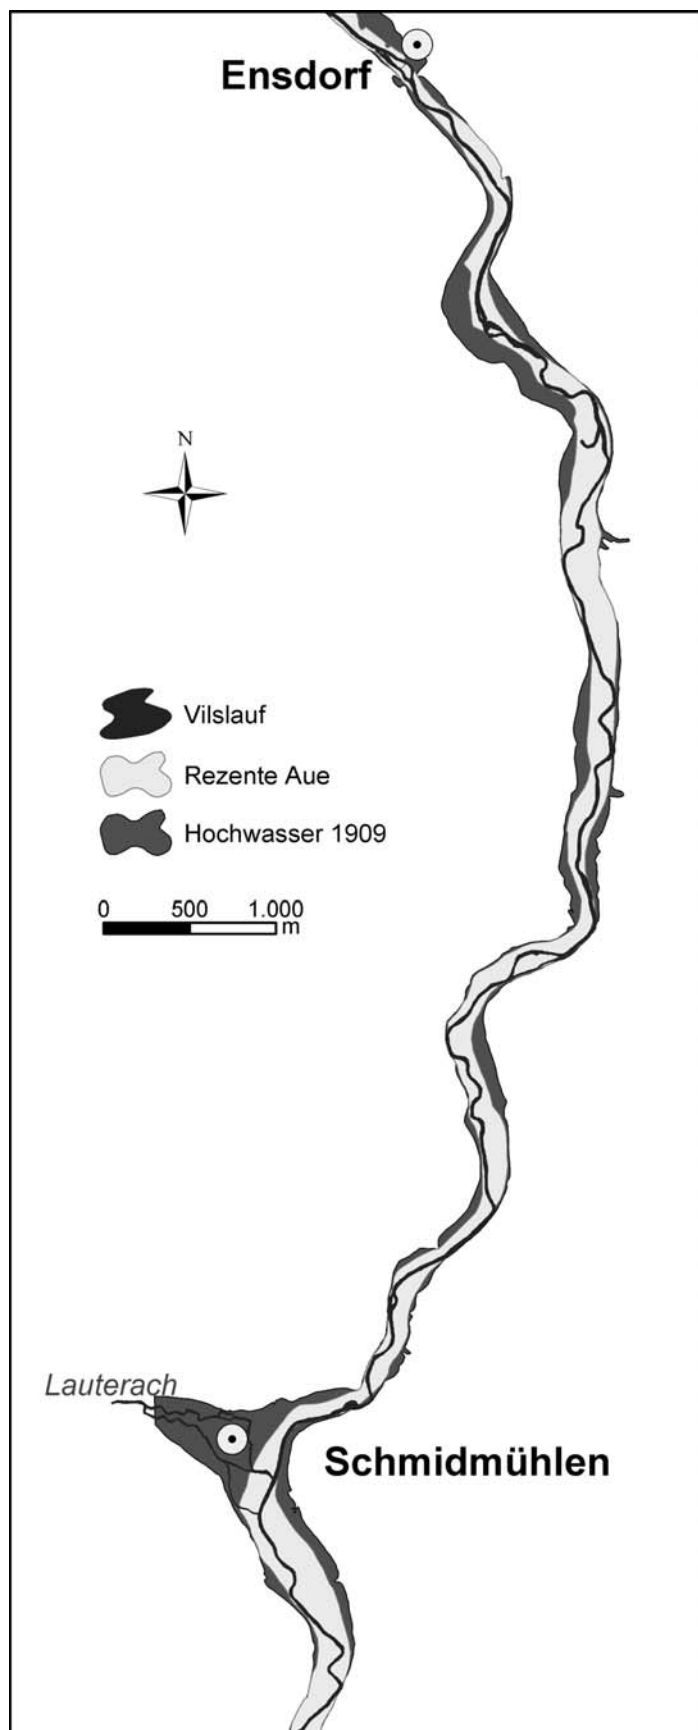 Ensdorf
N
Vilslauf
Rezente Aue
Hochwasser 1909
0 500 1.000
m
Lauterach
Schmidmühlen